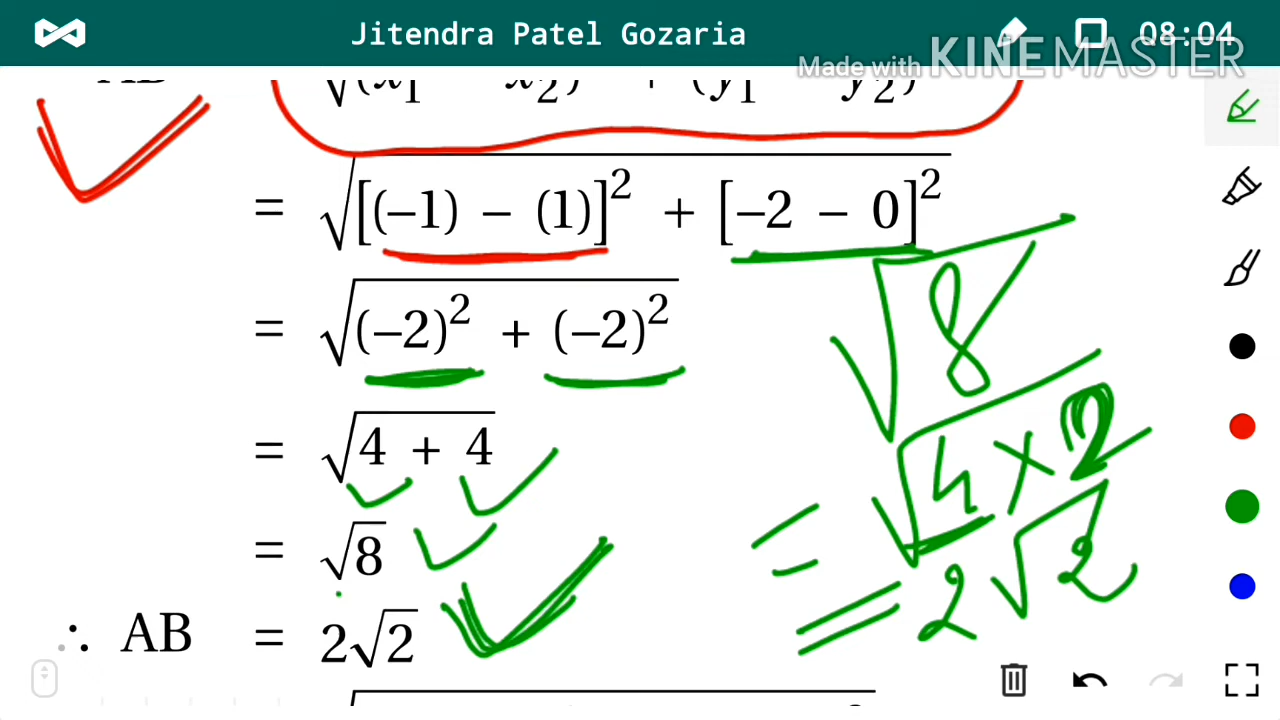 Jitendra Patel Gozaria 08:04
Made with KINEMASTER
= √[(–1) – (1)]² + [–2 – 0]²
= √(–2)² + (–2)²
= √4 + 4
= √8
∴ AB = 2√2
√8
= √4 × 2
= 2√2